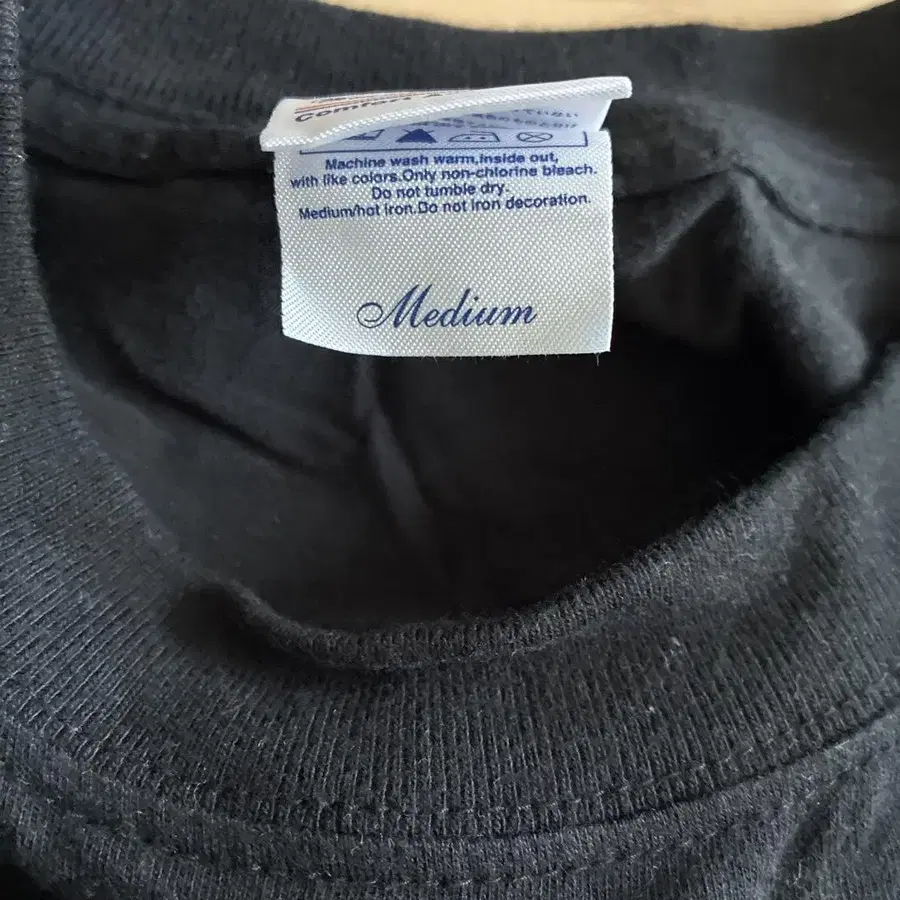 Comfort
Machine wash warm,inside out,
with like colors.Only non-chlorine bleach.
Do not tumble dry.
Medium/hot iron.Do not iron decoration.
Medium